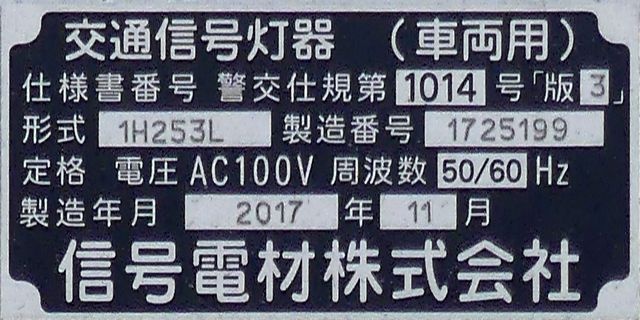 交通信号灯器 (車両用)
仕様書番号 警交仕規第 1014 号「版 3」
形式 1H253L 製造番号 1725199
定格 電圧 AC100V 周波数 50/60 Hz
製造年月 2017 年 11 月
信号電材株式会社